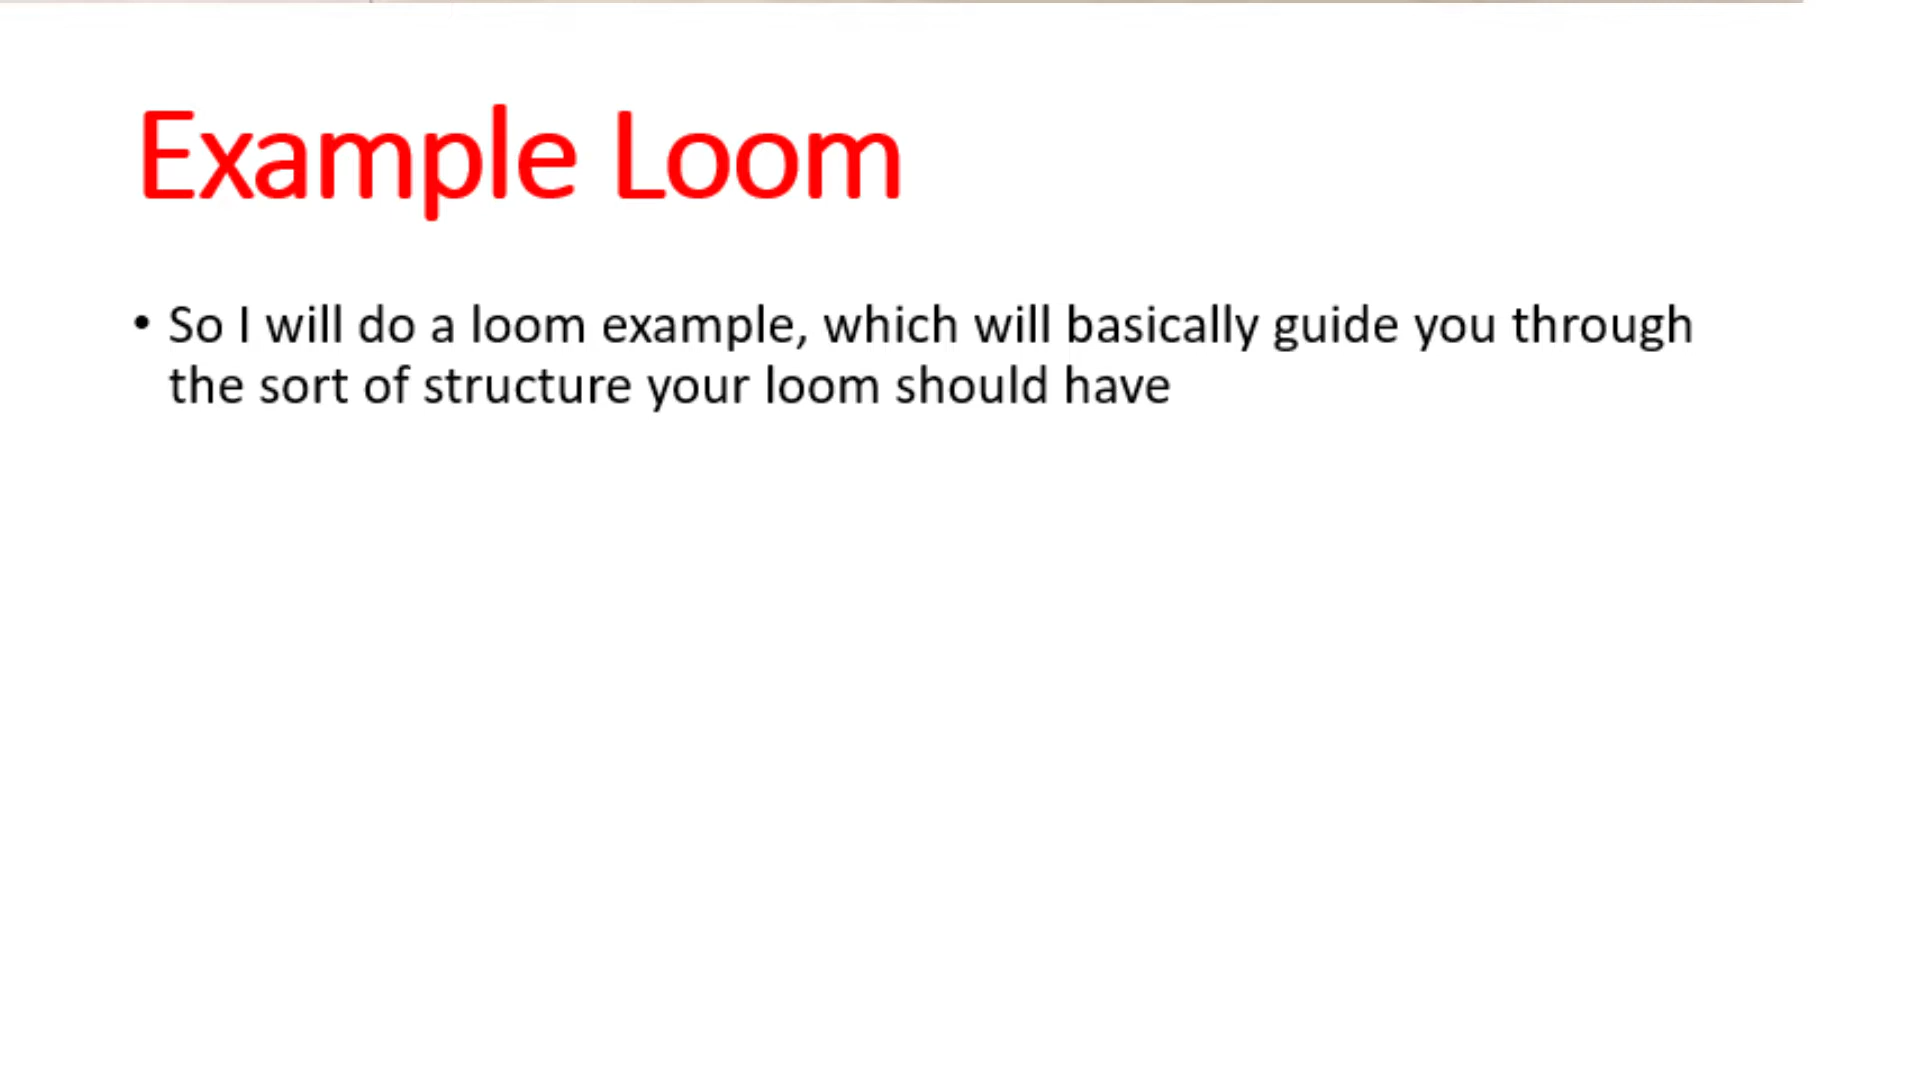 Example Loom
• So I will do a loom example, which will basically guide you through
the sort of structure your loom should have